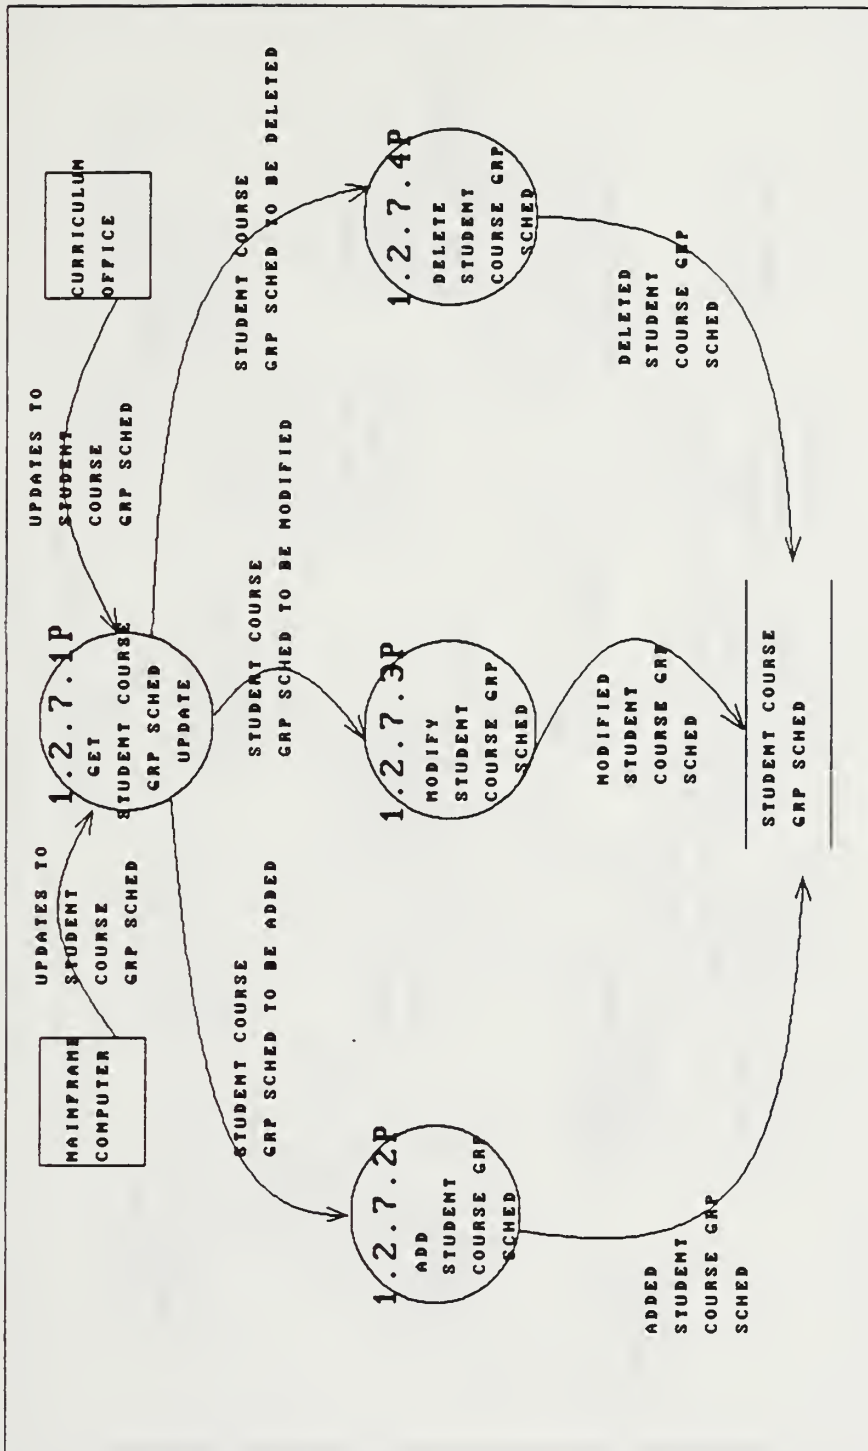 MAINFRAME
COMPUTER
UPDATES TO
STUDENT
COURSE
GRP SCHED
1.2.7.1P
GET
STUDENT COURSE
GRP SCHED
UPDATE
UPDATES TO
STUDENT
COURSE
GRP SCHED
CURRICULUM
OFFICE
STUDENT COURSE
GRP SCHED TO BE ADDED
STUDENT COURSE
GRP SCHED TO BE MODIFIED
STUDENT COURSE
GRP SCHED TO BE DELETED
1.2.7.2P
ADD
STUDENT
COURSE GRP
SCHED
1.2.7.3P
MODIFY
STUDENT
COURSE GRP
SCHED
1.2.7.4P
DELETE
STUDENT
COURSE GRP
SCHED
ADDED
STUDENT
COURSE GRP
SCHED
MODIFIED
STUDENT
COURSE GRP
SCHED
DELETED
STUDENT
COURSE GRP
SCHED
STUDENT COURSE
GRP SCHED